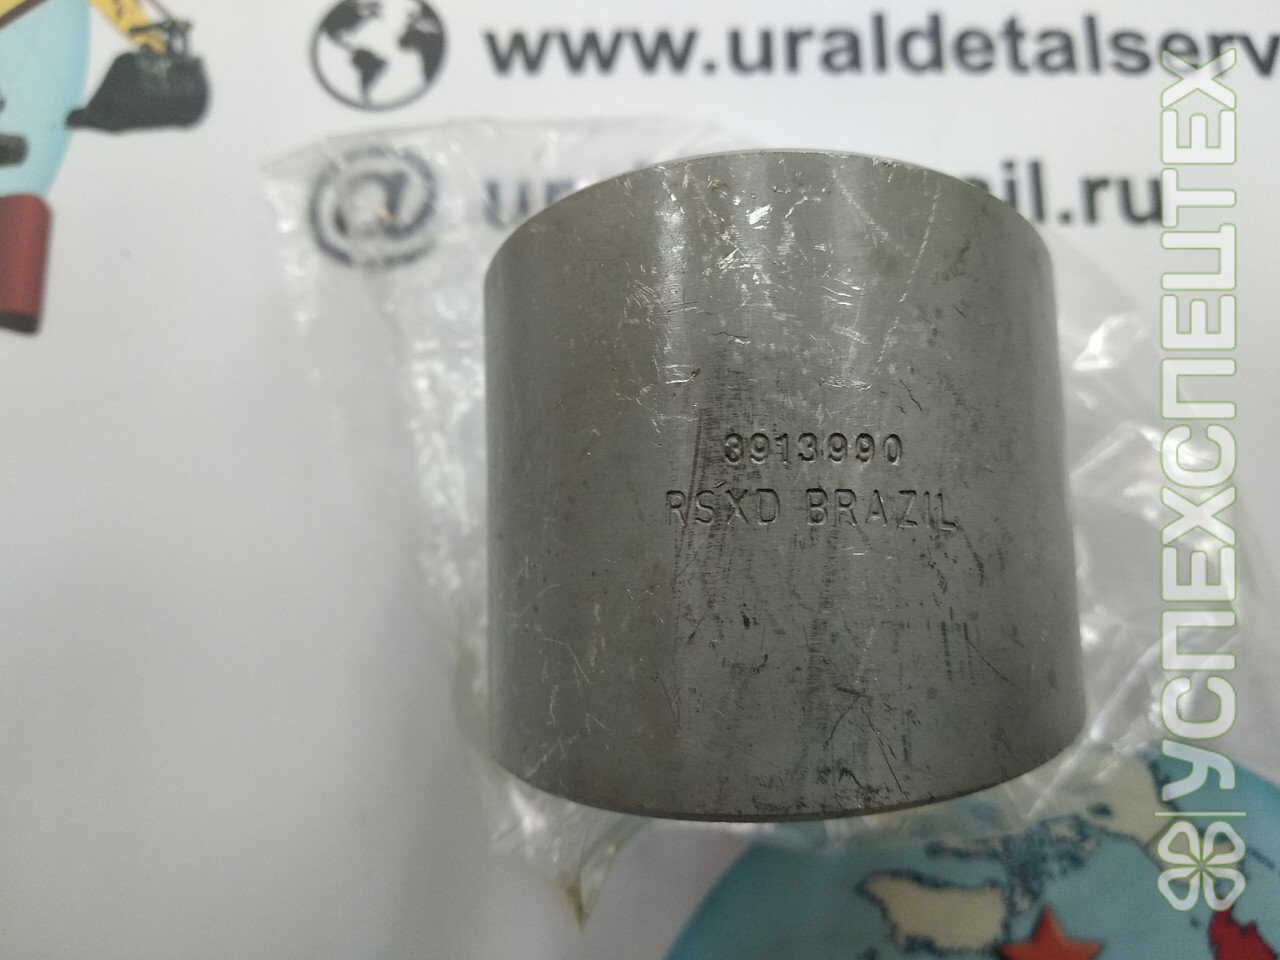 www.uraldetalserv
@
il.ru
3913990
RSXD BRAZIL
УСПЕХСПЕЦТЕХ